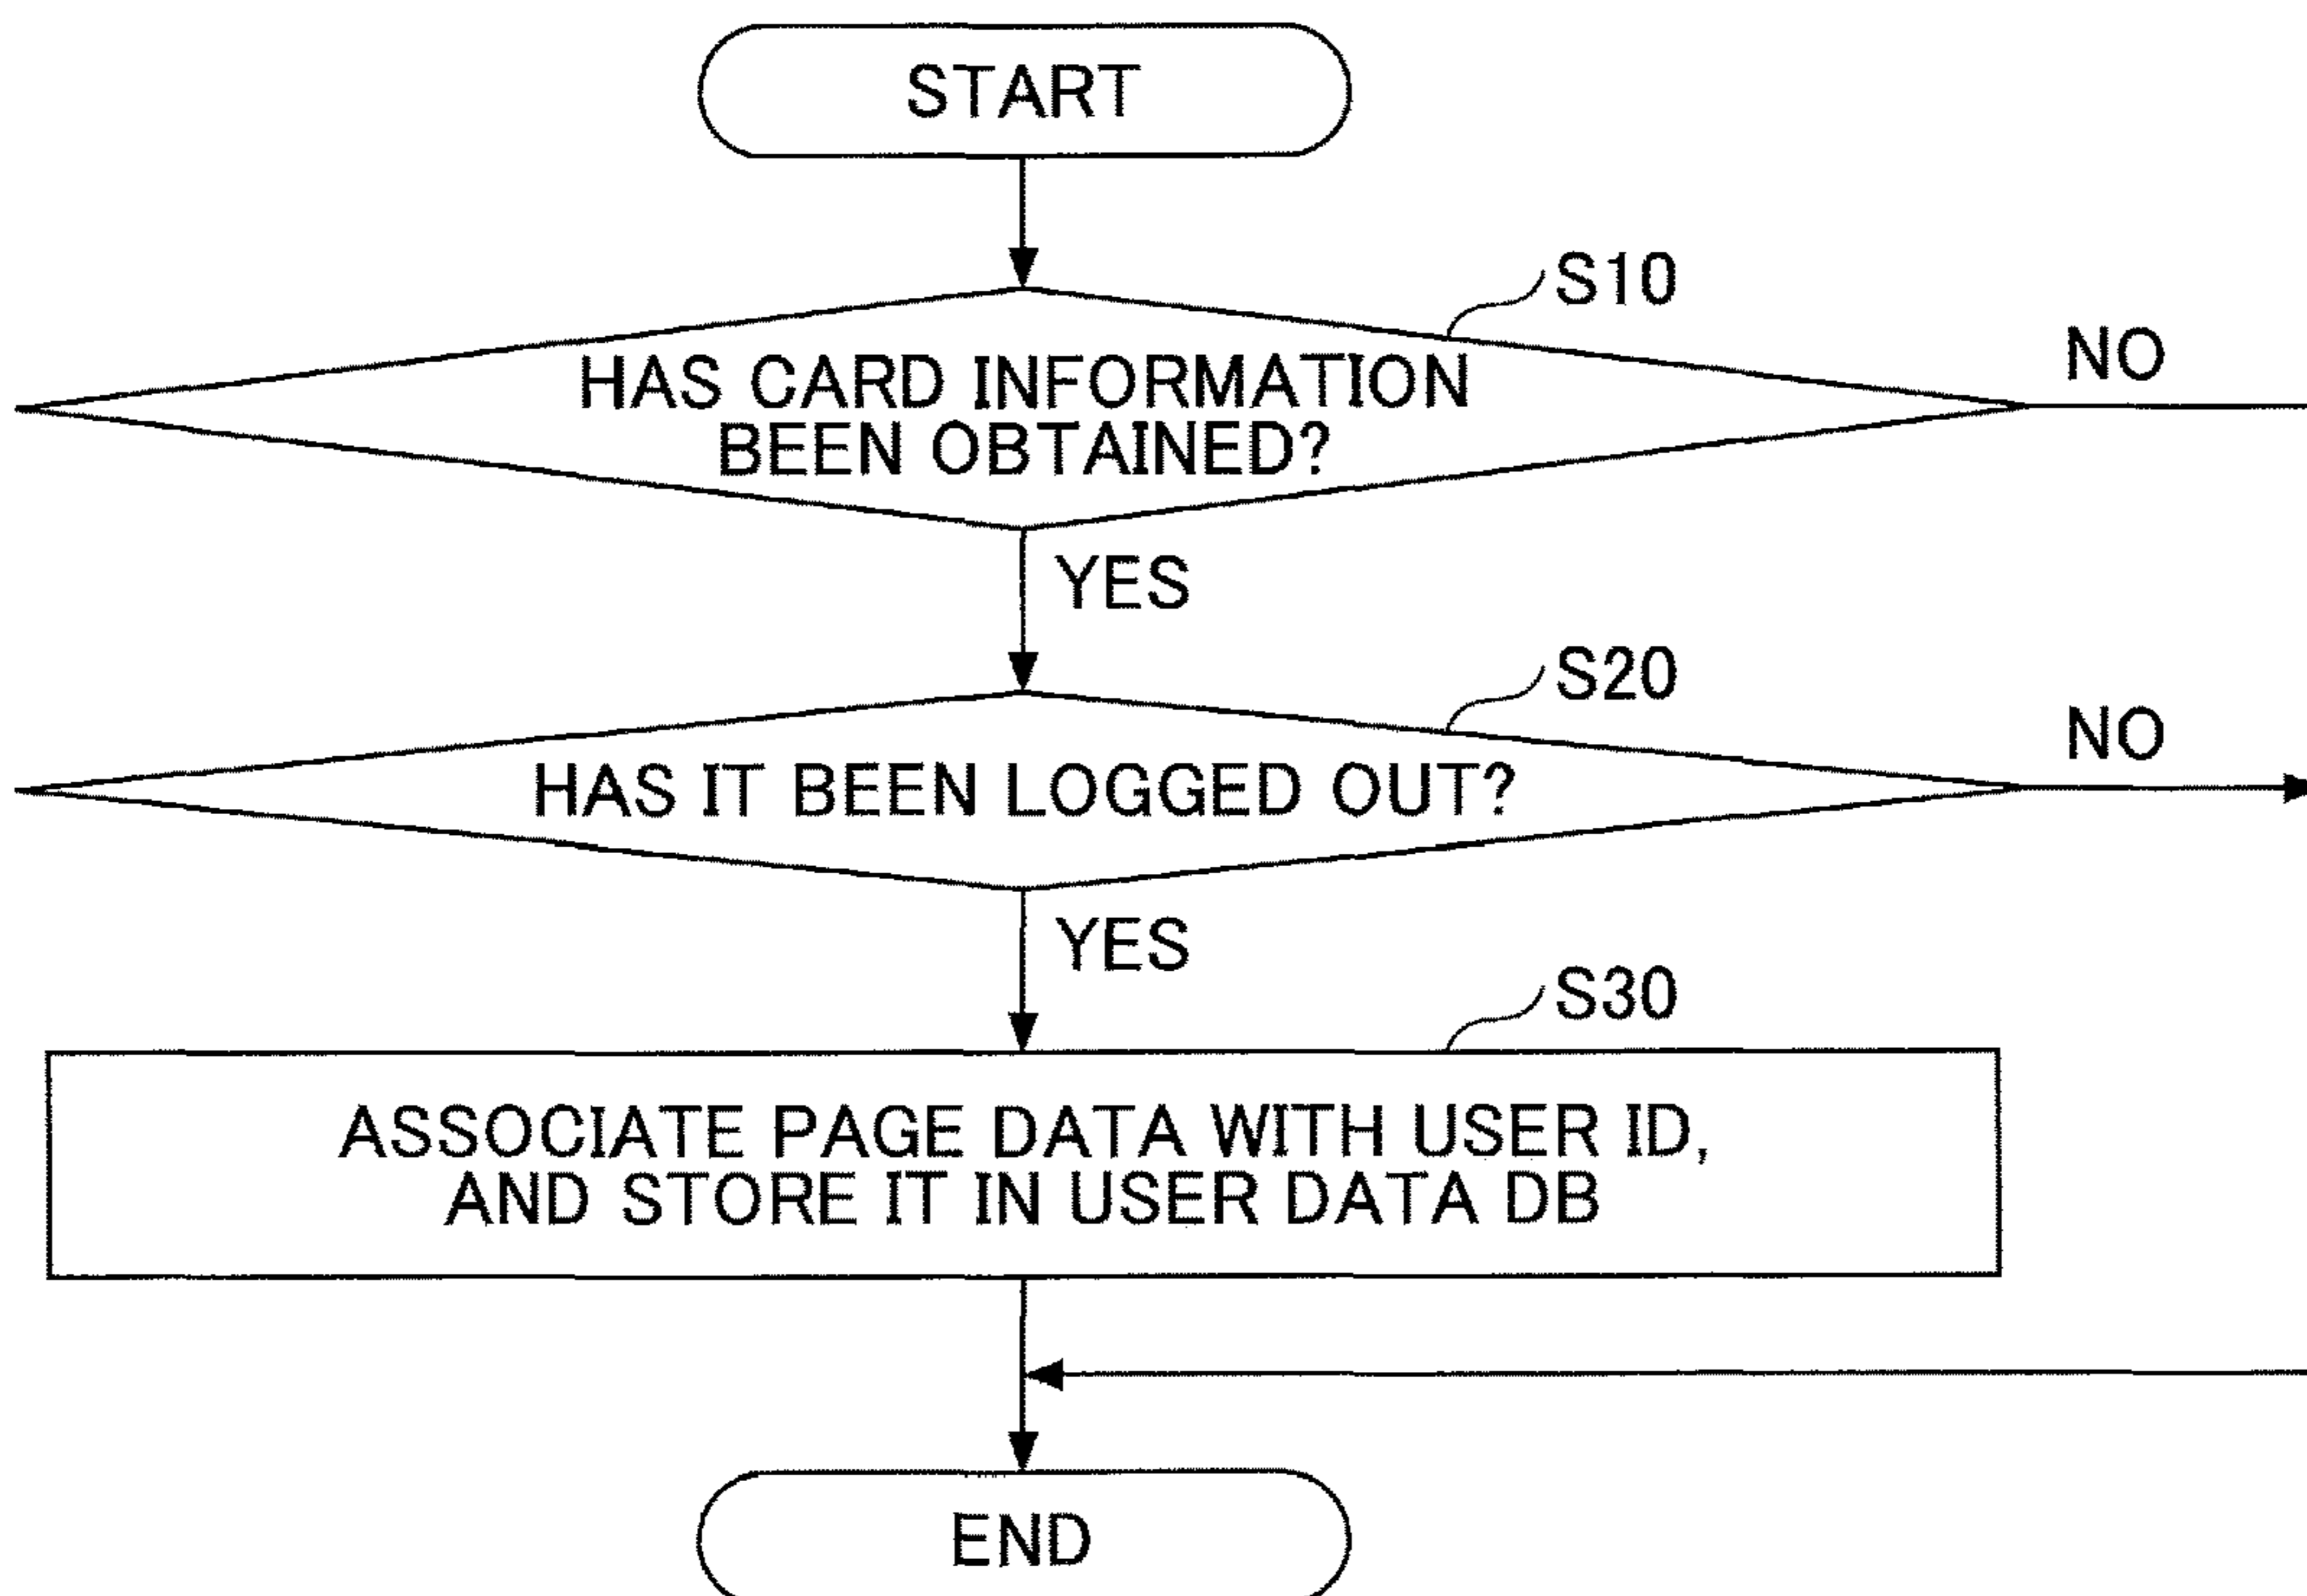 START
S10
HAS CARD INFORMATION
BEEN OBTAINED?
NO
YES
S20
HAS IT BEEN LOGGED OUT?
NO
YES
S30
ASSOCIATE PAGE DATA WITH USER ID,
AND STORE IT IN USER DATA DB
END